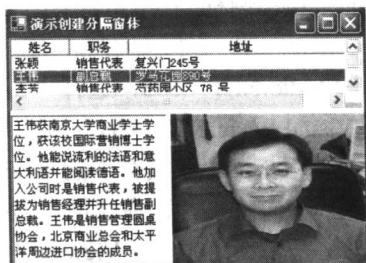 演示创建分隔窗体
姓名 职务 地址
张颖 销售代表 复兴门245号
王伟 副总裁 罗马花园890号
李芳 销售代表 芍药园小区 78 号
王伟获南京大学商业学士学
位，获该校国际营销博士学
位。他能说流利的法语和意
大利语并能阅读德语。他加
入公司时是销售代表，被提
拔为销售经理并升任销售副
总裁。王伟是销售管理圆桌
协会，北京商业总会和太平
洋周边进口协会的成员。